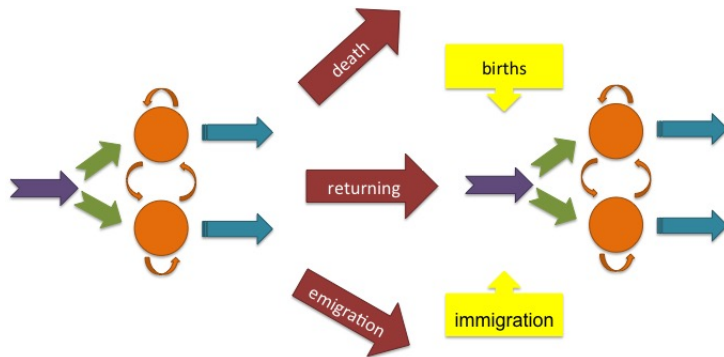 death
births
returning
emigration
immigration